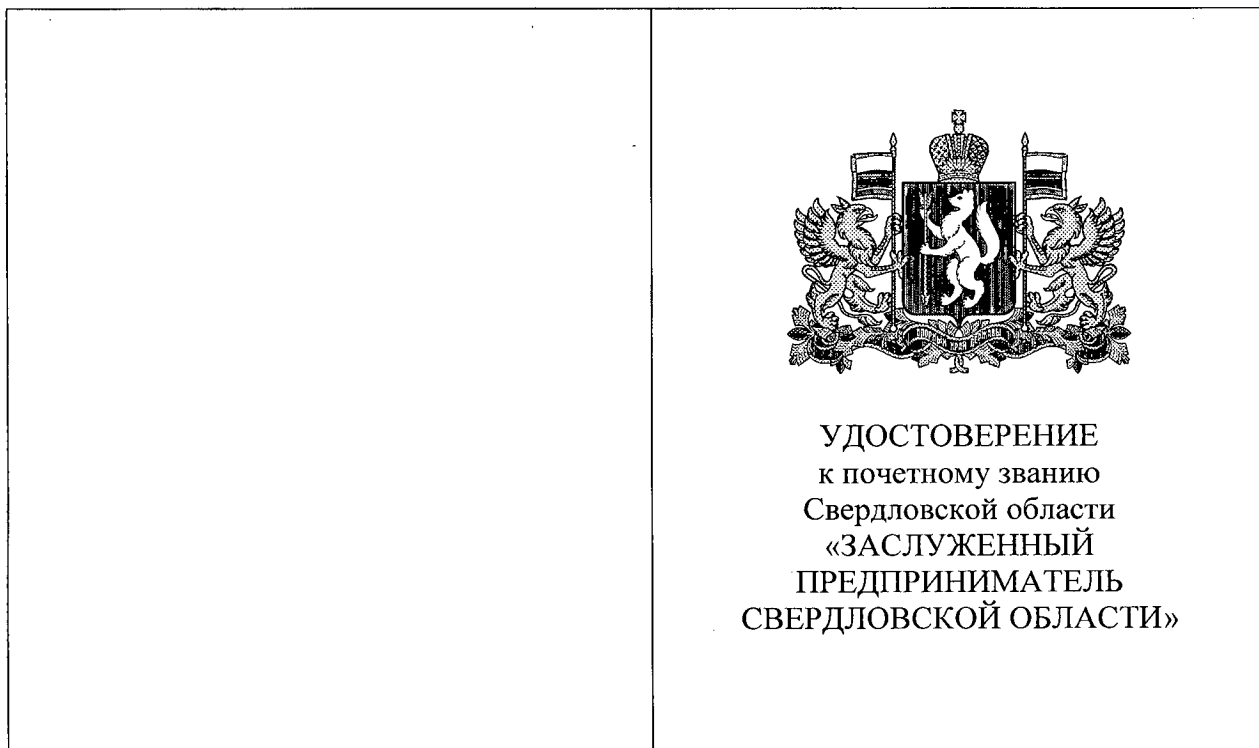 УДОСТОВЕРЕНИЕ
к почетному званию
Свердловской области
«ЗАСЛУЖЕННЫЙ
ПРЕДПРИНИМАТЕЛЬ
СВЕРДЛОВСКОЙ ОБЛАСТИ»